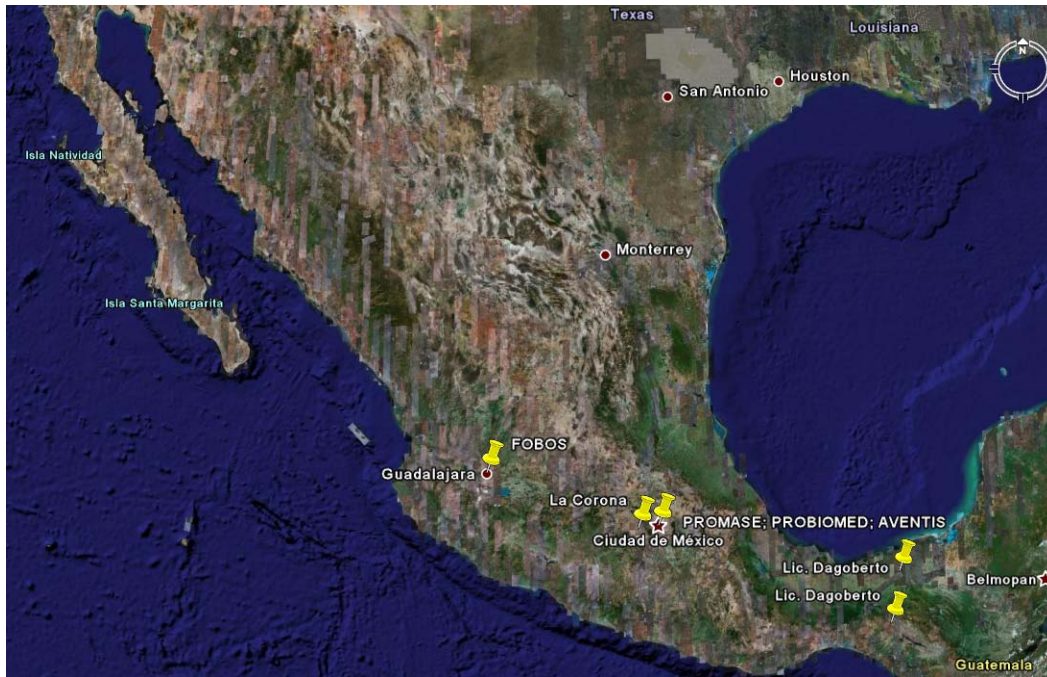 Texas
Louisiana
N
Houston
San Antonio
Isla Natividad
Monterrey
Isla Santa Margarita
FOBOS
Guadalajara
La Corona
PROMASE; PROBIOMED; AVENTIS
Ciudad de México
Lic. Dagoberto
Belmopan
Lic. Dagoberto
Guatemala